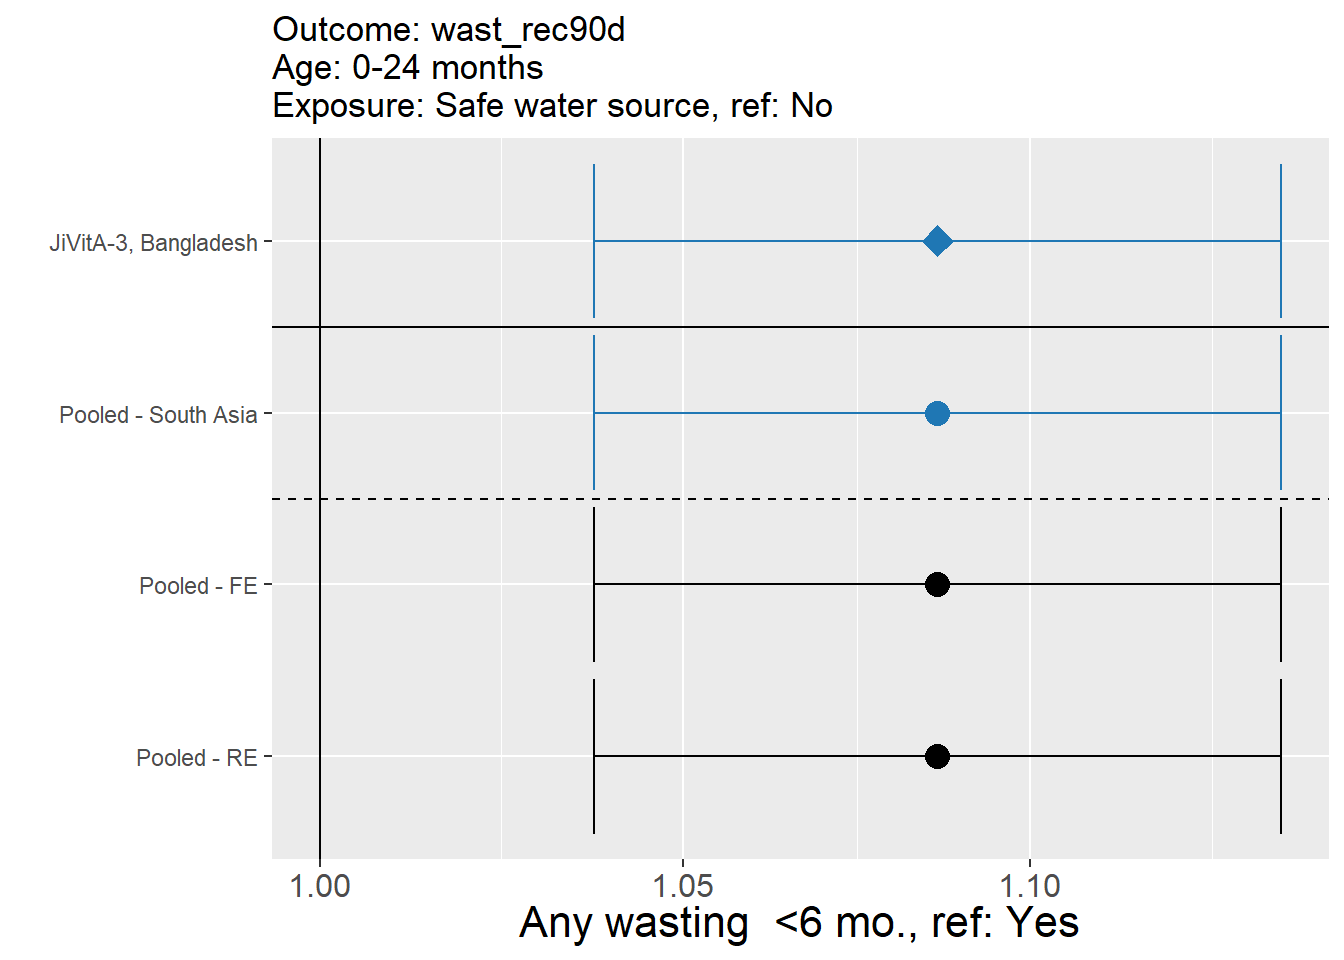 Outcome: wast_rec90d
Age: 0-24 months
Exposure: Safe water source, ref: No
JiVitA-3, Bangladesh
Pooled - South Asia
Pooled - FE
Pooled - RE
1.00 1.05 1.10
Any wasting  <6 mo., ref: Yes